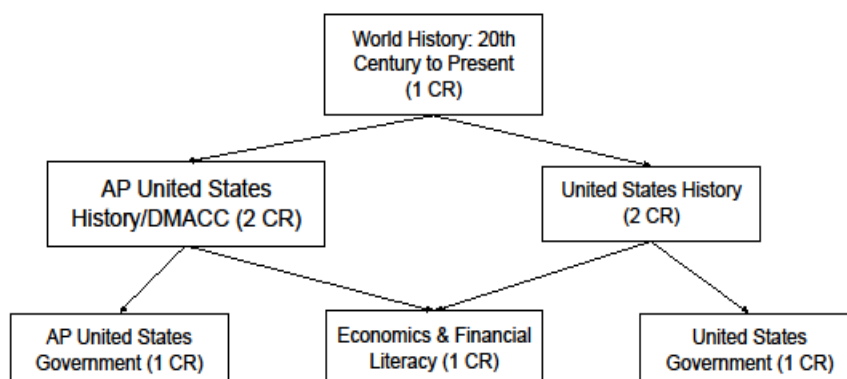 World History: 20th
Century to Present
(1 CR)
AP United States
History/DMACC (2 CR)
United States History
(2 CR)
AP United States
Government (1 CR)
Economics & Financial
Literacy (1 CR)
United States
Government (1 CR)